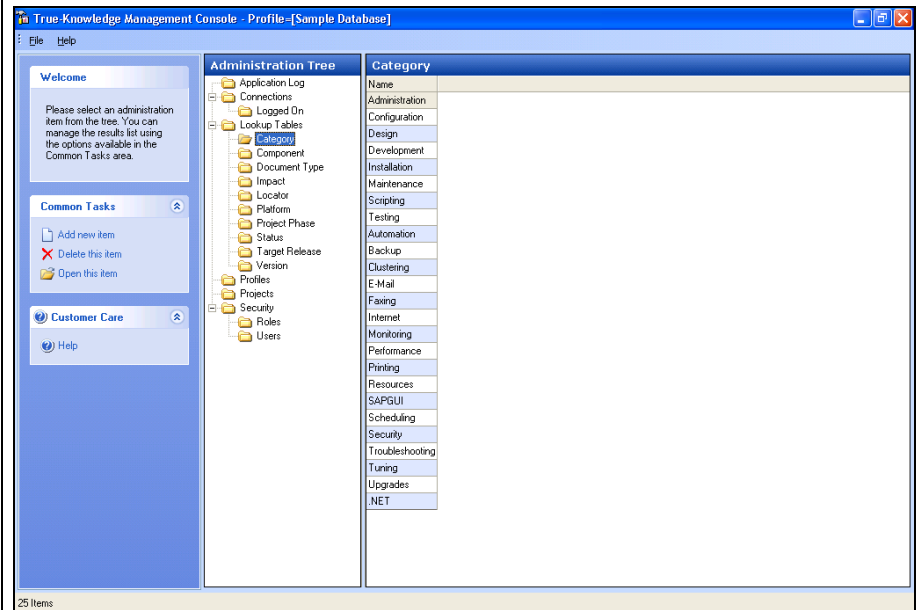 True-Knowledge Management Console - Profile=[Sample Database]
File Help
Welcome
Please select an administration
item from the tree. You can
manage the results list using
the options available in the
Common Tasks area.
Common Tasks
Add new item
Delete this item
Open this item
Customer Care
Help
Administration Tree
Application Log
Connections
Logged On
Lookup Tables
Category
Component
Document Type
Impact
Locator
Platform
Project Phase
Status
Target Release
Version
Profiles
Projects
Security
Roles
Users
Category
Name
Administration
Configuration
Design
Development
Installation
Maintenance
Scripting
Testing
Automation
Backup
Clustering
E-Mail
Faxing
Internet
Monitoring
Performance
Printing
Resources
SAPGUI
Scheduling
Security
Troubleshooting
Tuning
Upgrades
.NET
25 Items